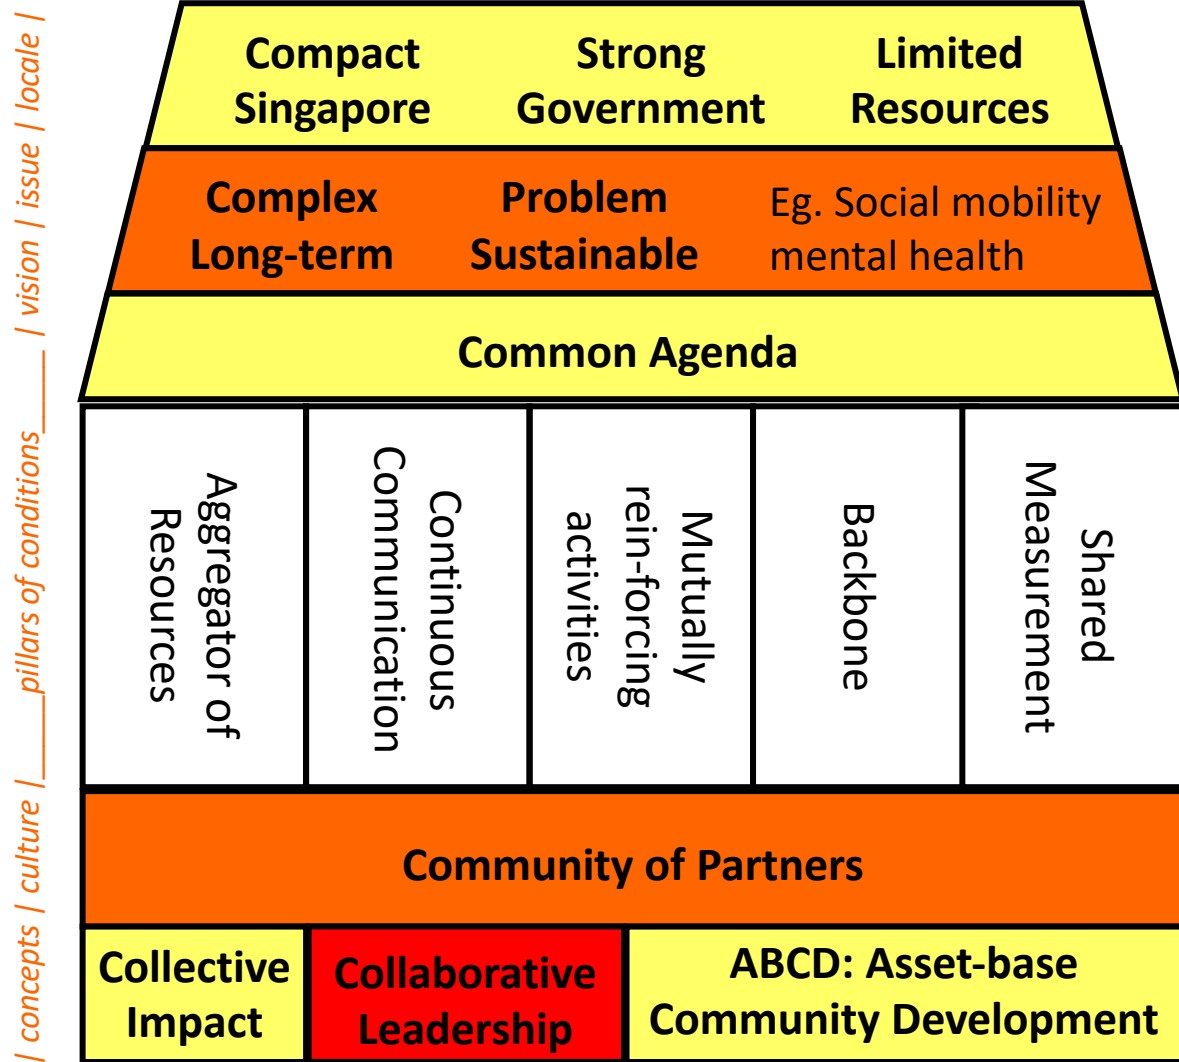 Compact
Singapore
Strong
Government
Limited
Resources
Complex
Long-term
Problem
Sustainable
Eg. Social mobility
mental health
Common Agenda
Aggregator of
Resources
Continuous
Communication
Mutually
rein-forcing
activities
Backbone
Shared
Measurement
Community of Partners
Collective
Impact
Collaborative
Leadership
ABCD: Asset-base
Community Development
| concepts | culture |_____pillars of conditions_____ | vision | issue | locale |